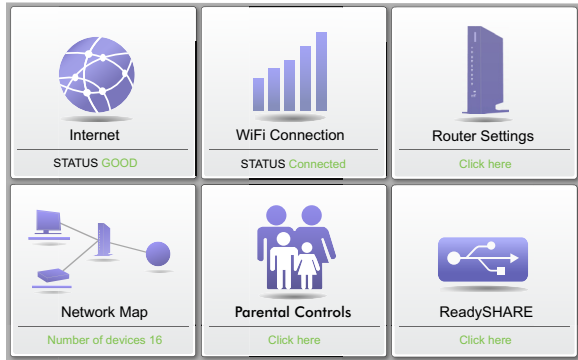 Internet
STATUS GOOD
WiFi Connection
STATUS Connected
Router Settings
Click here
Network Map
Number of devices 16
Parental Controls
Click here
ReadySHARE
Click here